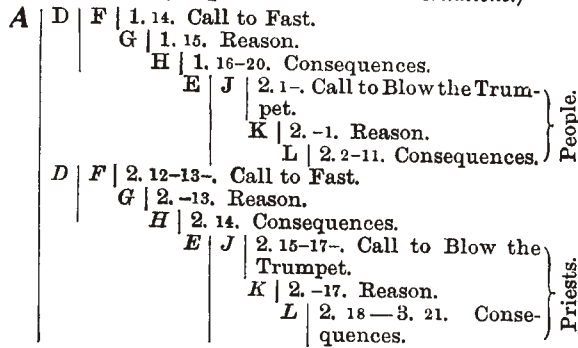 A | D | F | 1. 14. Call to Fast.
G | 1. 15. Reason.
H | 1. 16-20. Consequences.
E | J | 2. 1-. Call to Blow the Trum-
pet.
K | 2. -1. Reason.
L | 2. 2-11. Consequences.
People.
D | F | 2. 12-13-. Call to Fast.
G | 2. -13. Reason.
H | 2. 14. Consequences.
E | J | 2. 15-17-. Call to Blow the
Trumpet.
K | 2. -17. Reason.
L | 2. 18—3. 21. Conse-
quences.
Priests.